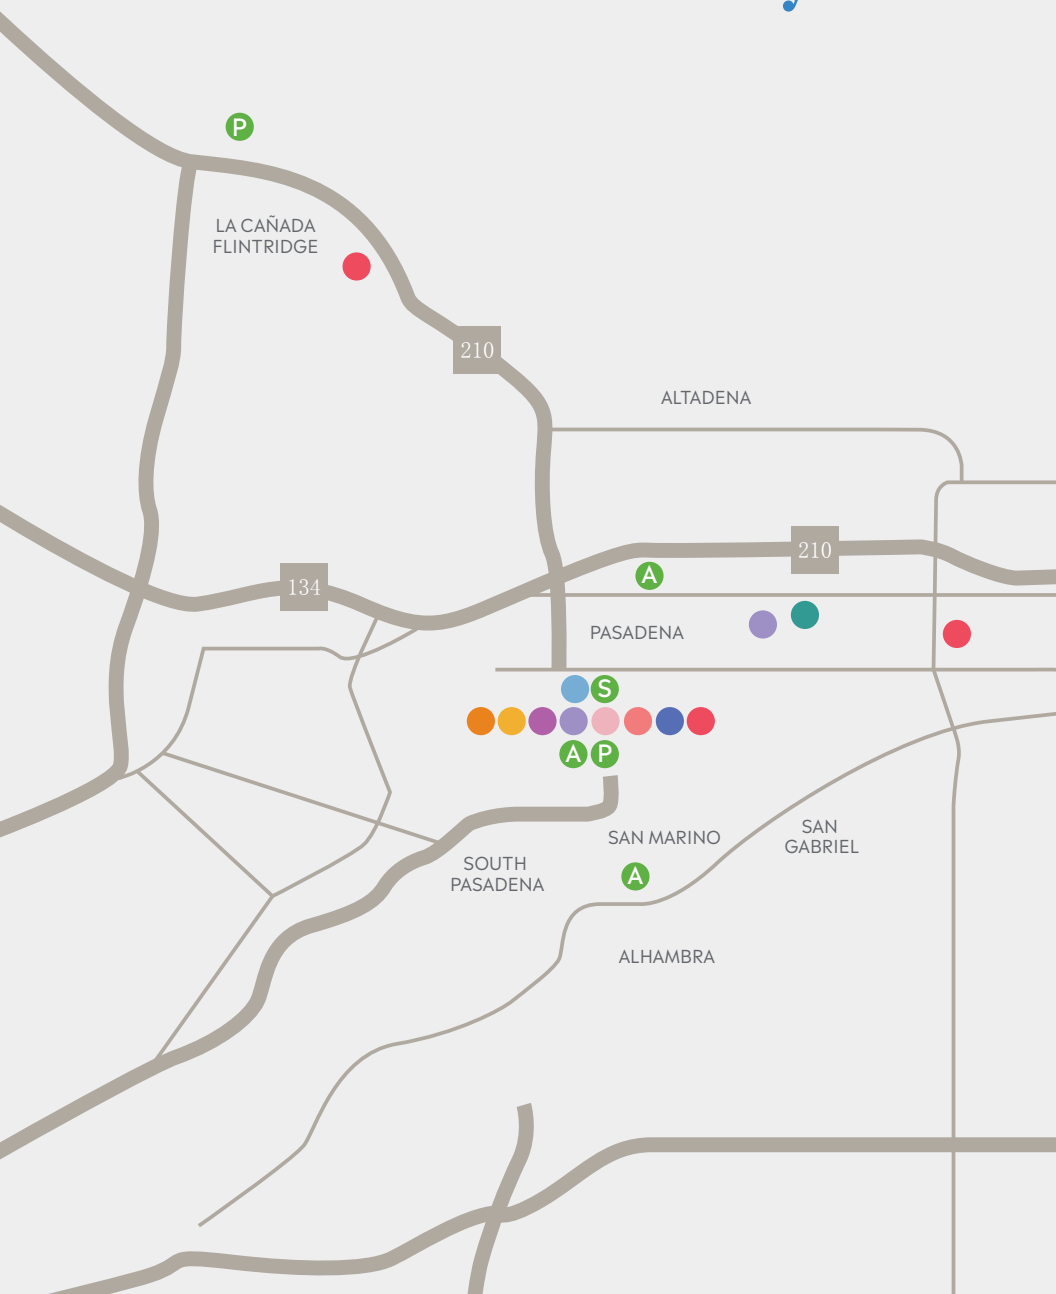 P
LA CAÑADA
FLINTRIDGE
210
ALTADENA
210
A
134
PASADENA
S
A P
SAN MARINO
SAN
GABRIEL
SOUTH
PASADENA
A
ALHAMBRA